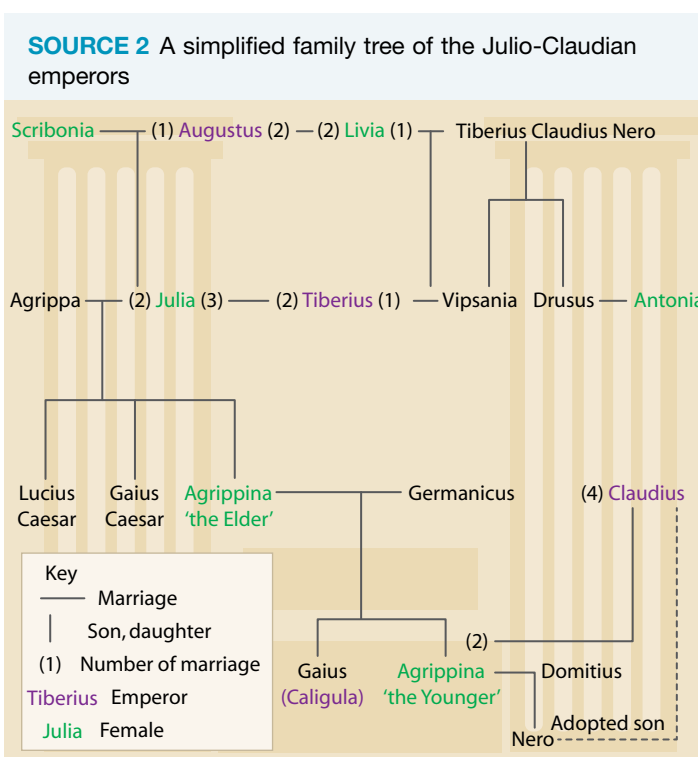 SOURCE 2 A simplified family tree of the Julio-Claudian
emperors
Scribonia (1) Augustus (2) (2) Livia (1) Tiberius Claudius Nero
Agrippa (2) Julia (3) (2) Tiberius (1) Vipsania Drusus Antonia
Lucius Gaius Agrippina Germanicus (4) Claudius
Caesar Caesar ‘the Elder’
Key
Marriage
Son, daughter
(1) Number of marriage
Tiberius Emperor
Julia Female
(2)
Gaius Agrippina Domitius
(Caligula) ‘the Younger’
Adopted son
Nero